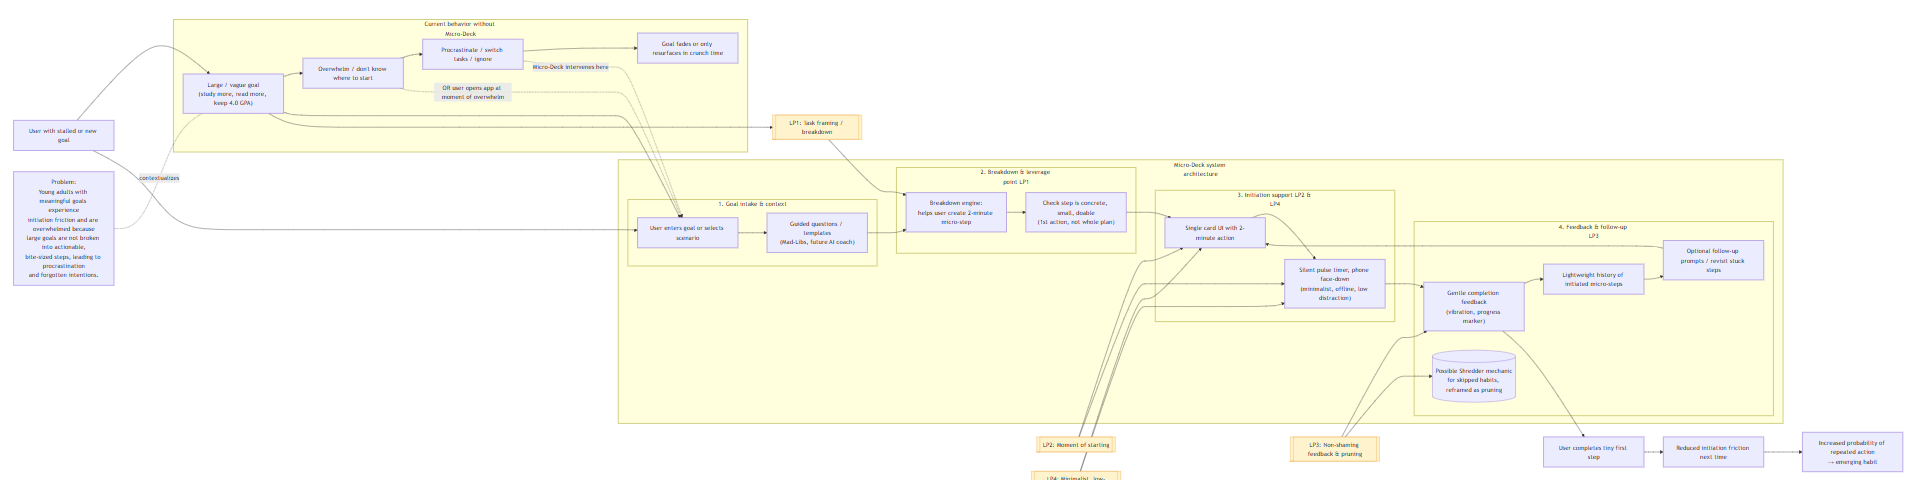 Current behavior without
Micro-Deck
Large / vague goal
(study more, read more,
keep 4.0 GPA)
Overwhelm / don't know
where to start
Procrastinate / switch
tasks / ignore
Goal fades or only
resurfaces in crunch time
Micro-Deck intervenes here
OR user opens app at
moment of overwhelm
User with stalled or new
goal
Problem:
Young adults with
meaningful goals
experience
initiation friction and are
overwhelmed because
large goals are not broken
into actionable,
bite-sized steps, leading to
procrastination
and forgotten intentions.
contextualizes
LP1: Task framing /
breakdown
Micro-Deck system
architecture
1. Goal intake & context
User enters goal or selects
scenario
Guided questions /
templates
(Mad-Libs, future AI coach)
2. Breakdown & leverage
point LP1
Breakdown engine:
helps user create 2-minute
micro-step
Check step is concrete,
small, doable
(1st action, not whole plan)
3. Initiation support LP2 &
LP4
Single card UI with 2-
minute action
Silent pulse timer, phone
face-down
(minimalist, offline, low
distraction)
4. Feedback & follow-up
LP3
Gentle completion
feedback
(vibration, progress
marker)
Lightweight history of
initiated micro-steps
Optional follow-up
prompts / revisit stuck
steps
Possible Shredder mechanic
for skipped habits,
reframed as pruning
LP2: Moment of starting
LP4: Minimalist, low-
LP3: Non-shaming
feedback & pruning
User completes tiny first
step
Reduced initiation friction
next time
Increased probability of
repeated action
→ emerging habit